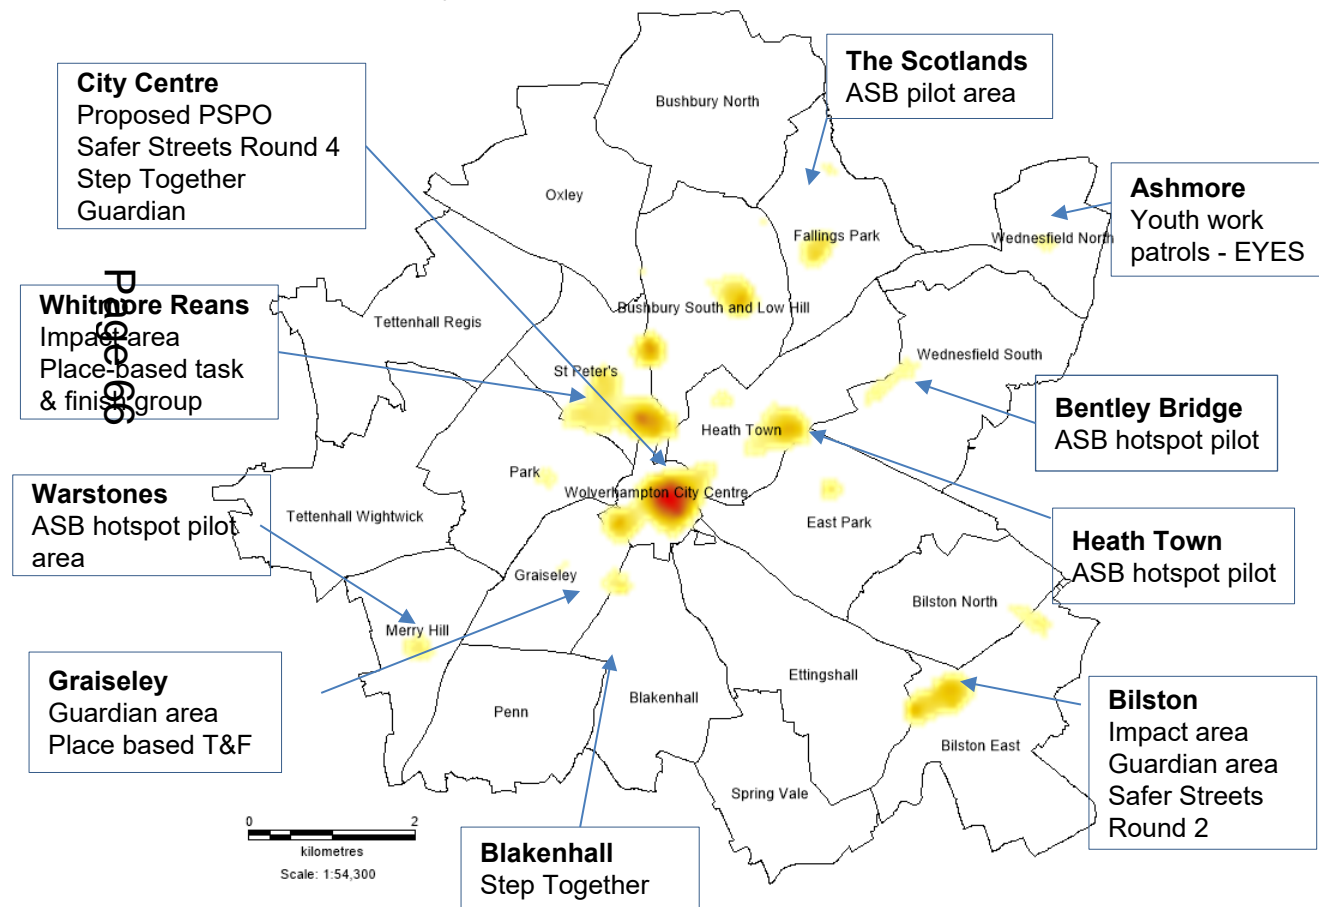 City Centre
Proposed PSPO
Safer Streets Round 4
Step Together
Guardian
The Scotlands
ASB pilot area
Ashmore
Youth work
patrols - EYES
Page 66
Whitmore Reans
Impact area
Place-based task
& finish group
Bentley Bridge
ASB hotspot pilot
Warstones
ASB hotspot pilot
area
Heath Town
ASB hotspot pilot
Graiseley
Guardian area
Place based T&F
Bilston
Impact area
Guardian area
Safer Streets
Round 2
Blakenhall
Step Together
Bushbury North
Oxley
Fallings Park
Wednesfield North
Bushbury South and Low Hill
Tettenhall Regis
Wednesfield South
St Peter's
Heath Town
Park
Wolverhampton City Centre
Tettenhall Wightwick
East Park
Graiseley
Bilston North
Merry Hill
Ettingshall
Blakenhall
Penn
Bilston East
Spring Vale
0 2
kilometres
Scale: 1:54,300